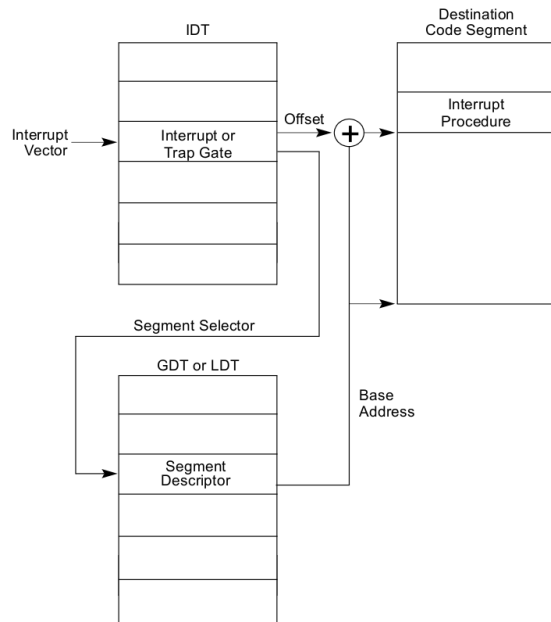 IDT
Destination
Code Segment
Interrupt
Vector
Interrupt or
Trap Gate
Offset
+
Interrupt
Procedure
Segment Selector
GDT or LDT
Base
Address
Segment
Descriptor